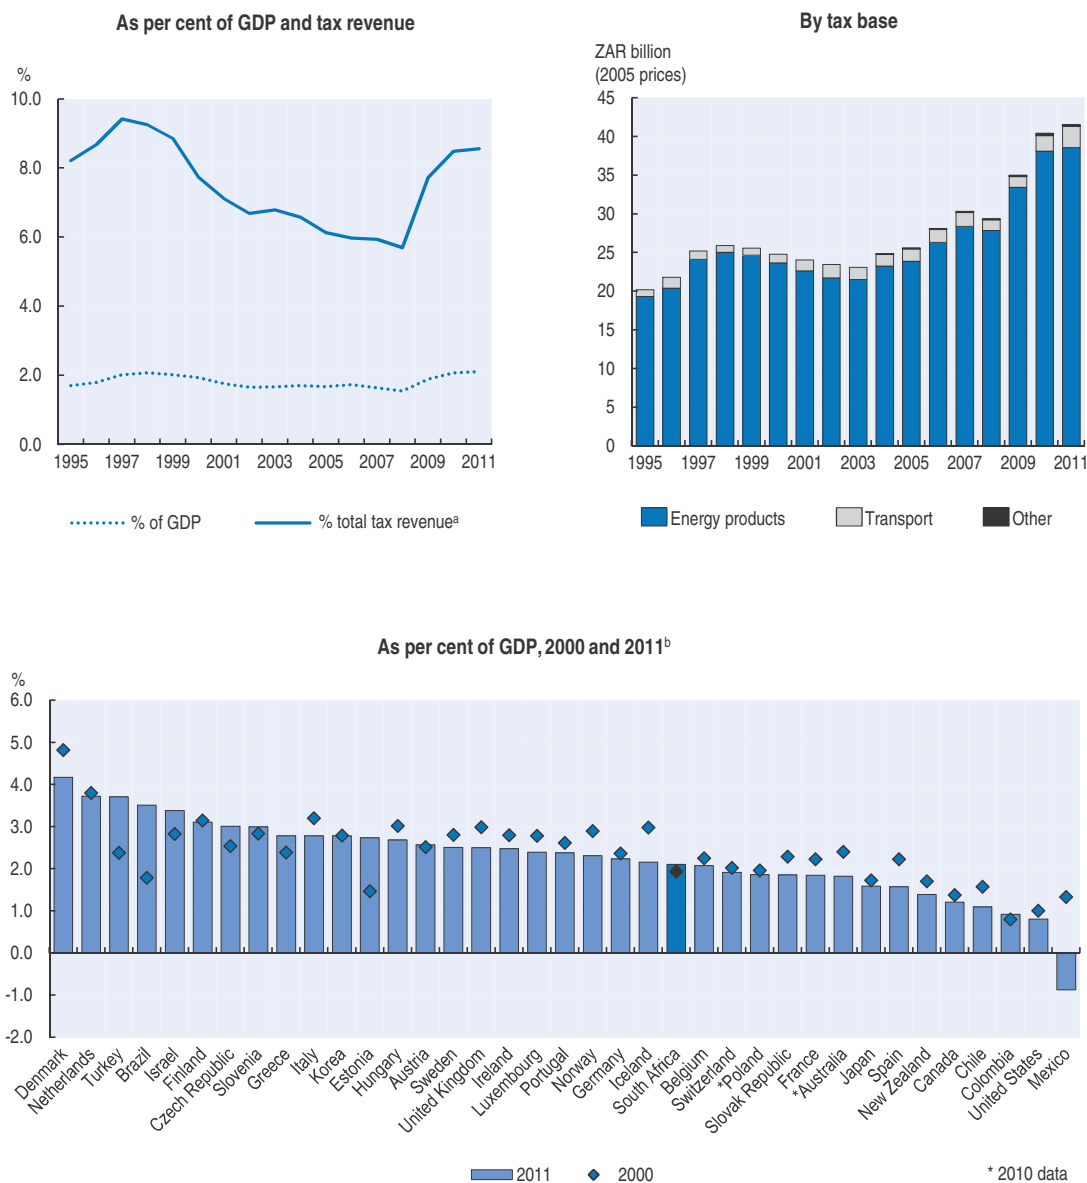 As per cent of GDP and tax revenue
%
10.0
8.0
6.0
4.0
2.0
0.0
1995 1997 1999 2001 2003 2005 2007 2009 2011
% of GDP
% total tax revenueᵃ
By tax base
ZAR billion
(2005 prices)
45
40
35
30
25
20
15
10
5
0
1995 1997 1999 2001 2003 2005 2007 2009 2011
Energy products
Transport
Other
As per cent of GDP, 2000 and 2011ᵇ
%
6.0
5.0
4.0
3.0
2.0
1.0
0.0
-1.0
-2.0
Denmark
Netherlands
Turkey
Brazil
Israel
Finland
Czech Republic
Slovenia
Greece
Italy
Korea
Estonia
Hungary
Austria
Sweden
United Kingdom
Ireland
Luxembourg
Portugal
Norway
Germany
Iceland
South Africa
Belgium
Switzerland
*Poland
Slovak Republic
France
*Australia
Japan
Spain
New Zealand
Canada
Chile
Colombia
United States
Mexico
2011
2000
* 2010 data